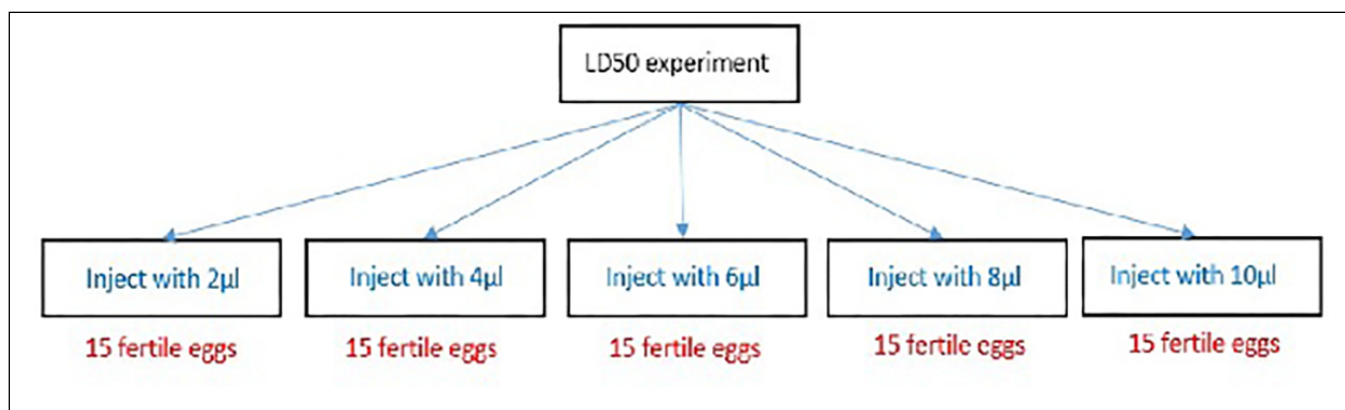 LD50 experiment
Inject with 2µl
Inject with 4µl
Inject with 6µl
Inject with 8µl
Inject with 10µl
15 fertile eggs
15 fertile eggs
15 fertile eggs
15 fertile eggs
15 fertile eggs